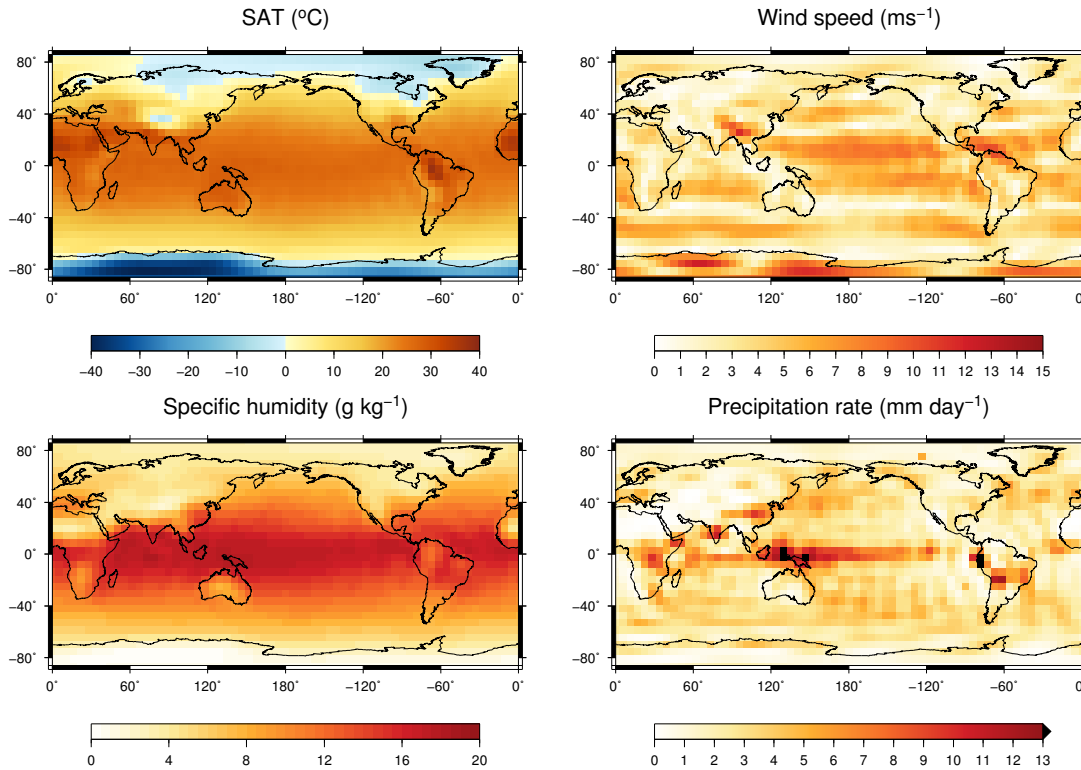 SAT (°C)
80°
40°
0°
−40°
−80°
0° 60° 120° 180° −120° −60° 0°
−40 −30 −20 −10 0 10 20 30 40
Wind speed (ms⁻¹)
80°
40°
0°
−40°
−80°
0° 60° 120° 180° −120° −60° 0°
0 1 2 3 4 5 6 7 8 9 10 11 12 13 14 15
Specific humidity (g kg⁻¹)
80°
40°
0°
−40°
−80°
0° 60° 120° 180° −120° −60° 0°
0 4 8 12 16 20
Precipitation rate (mm day⁻¹)
80°
40°
0°
−40°
−80°
0° 60° 120° 180° −120° −60° 0°
0 1 2 3 4 5 6 7 8 9 10 11 12 13